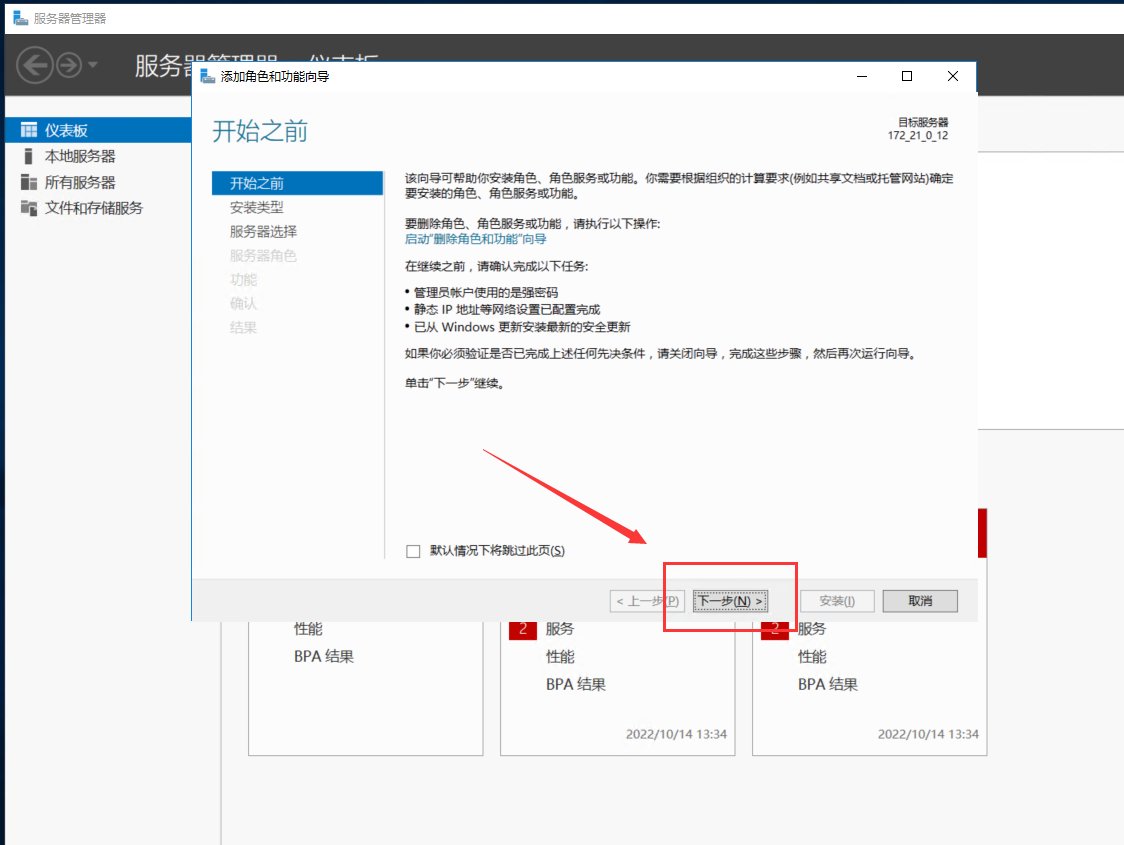 服务器管理器
添加角色和功能向导
开始之前
目标服务器
172_21_0_12
仪表板
本地服务器
所有服务器
文件和存储服务
开始之前
安装类型
服务器选择
服务器角色
功能
确认
结果
该向导可帮助你安装角色、角色服务或功能。你需要根据组织的计算要求(例如共享文档或托管网站)确定
要安装的角色、角色服务或功能。
要删除角色、角色服务或功能，请执行以下操作:
启动“删除角色和功能”向导
在继续之前，请确认完成以下任务:
• 管理员帐户使用的是强密码
• 静态 IP 地址等网络设置已配置完成
• 已从 Windows 更新安装最新的安全更新
如果你必须验证是否已完成上述任何先决条件，请关闭向导，完成这些步骤，然后再次运行向导。
单击“下一步”继续。
默认情况下将跳过此页(S)
< 上一步(P)
下一步(N) >
安装(I)
取消
性能
BPA 结果
2 服务
性能
BPA 结果
2022/10/14 13:34
2 服务
性能
BPA 结果
2022/10/14 13:34